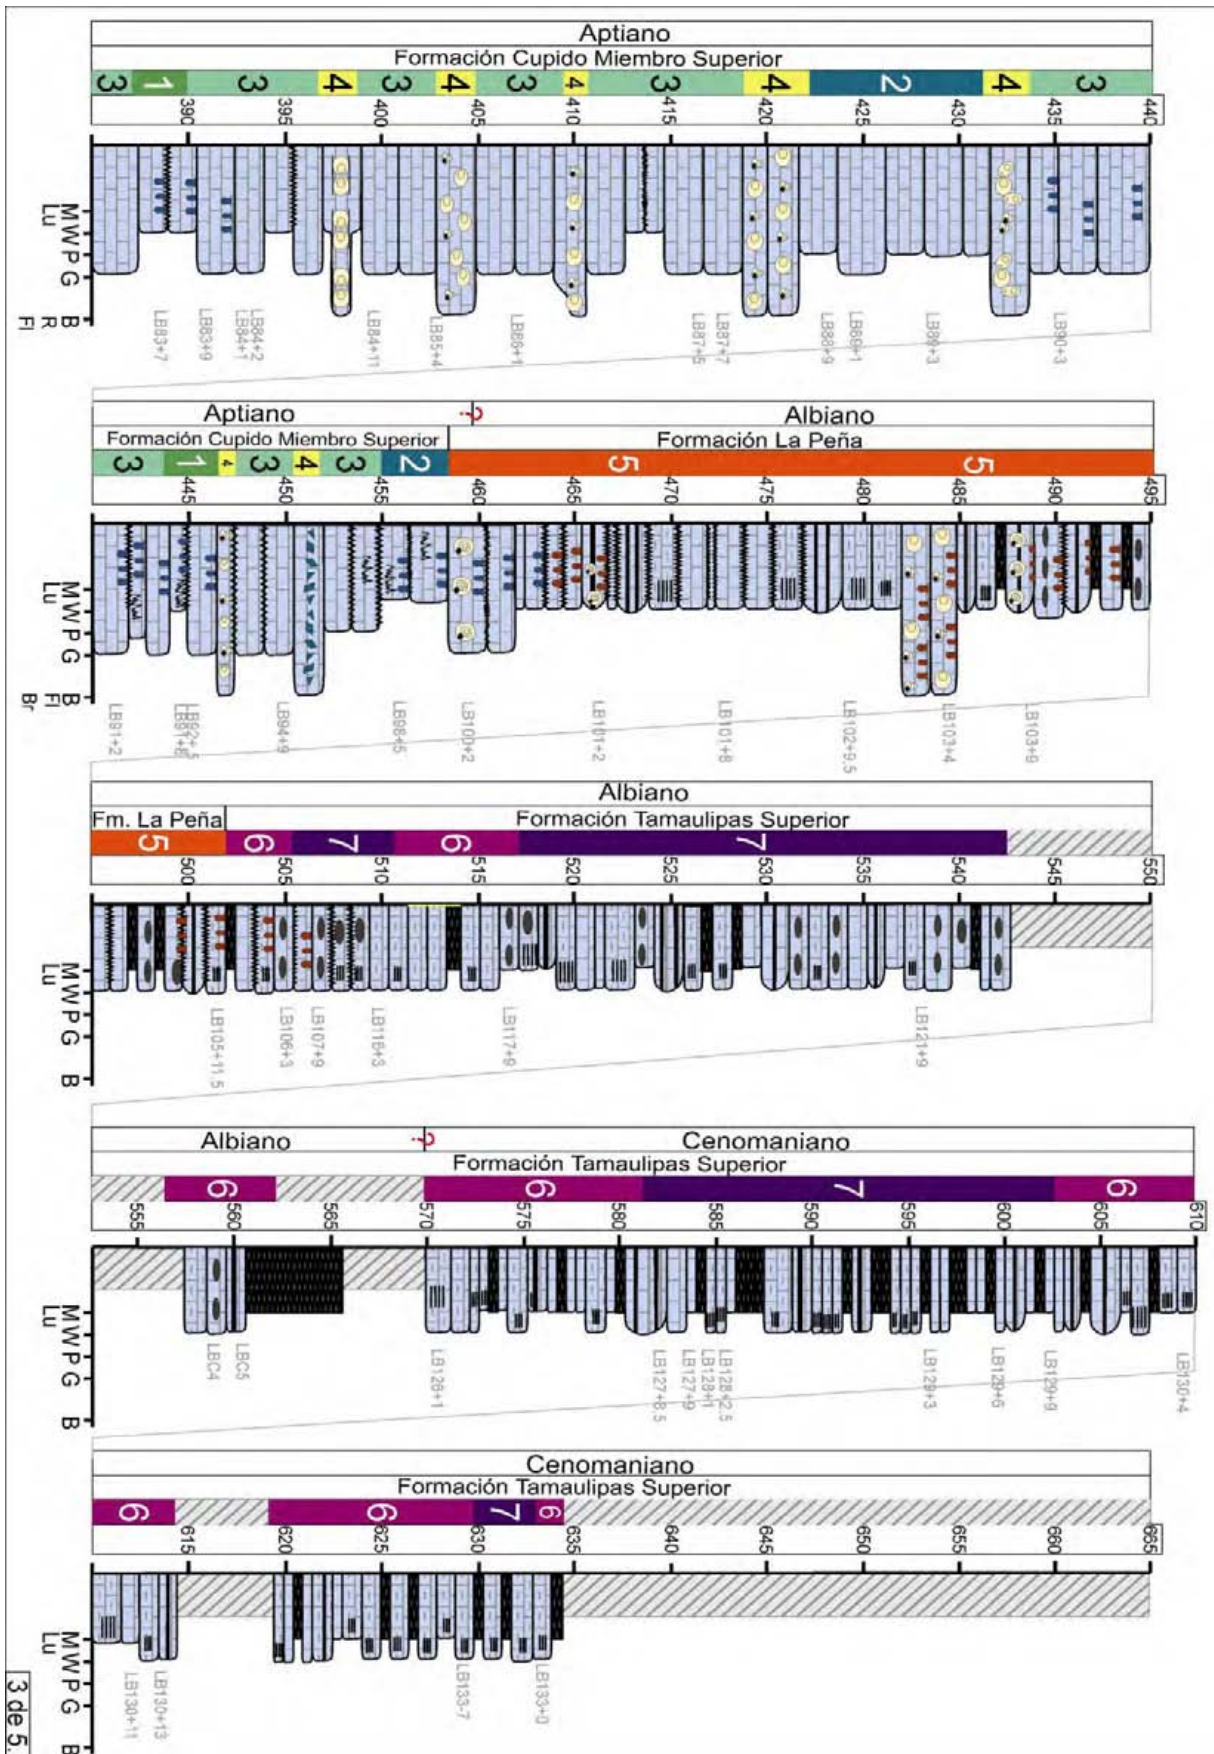 Aptiano
Formación Cupido Miembro Superior
3 1 3 4 3 4 3 4 3 4 2 4 3
390 395 400 405 410 415 420 425 430 435 440
M W P G B
Lu R
Fl
LB83+7 LB83+9 LB84+1 LB84+2 LB84+11 LB85+4 LB86+1 LB87+5 LB87+7 LB88+9 LB89+1 LB89+3 LB90+3
Aptiano ? Albiano
Formación Cupido Miembro Superior Formación La Peña
3 1 4 3 4 3 2 5 5
445 450 455 460 465 470 475 480 485 490 495
M W P G B
Lu Fl
Br
LB91+2 LB92+5 LB94+9 LB98+5 LB100+2 LB101+2 LB101+8 LB102+9.5 LB103+4 LB103+9
Albiano
Fm. La Peña Formación Tamaulipas Superior
5 6 7 6 7
500 505 510 515 520 525 530 535 540 545 550
M W P G B
Lu
LB105+11.5 LB106+3 LB107+9 LB116+3 LB117+9 LB121+9
Albiano ? Cenomaniano
Formación Tamaulipas Superior
6 6 7 6
555 560 565 570 575 580 585 590 595 600 605 610
M W P G B
Lu
LBC4 LBC5 LB126+1 LB127+8.5 LB127+9 LB128+1 LB128+2.5 LB129+3 LB129+6 LB129+9 LB130+4
Cenomaniano
Formación Tamaulipas Superior
6 6 7 6
615 620 625 630 635 640 645 650 655 660 665
M W P G B
Lu
LB130+11 LB130+13 LB133-7 LB133+0
3 de 5.